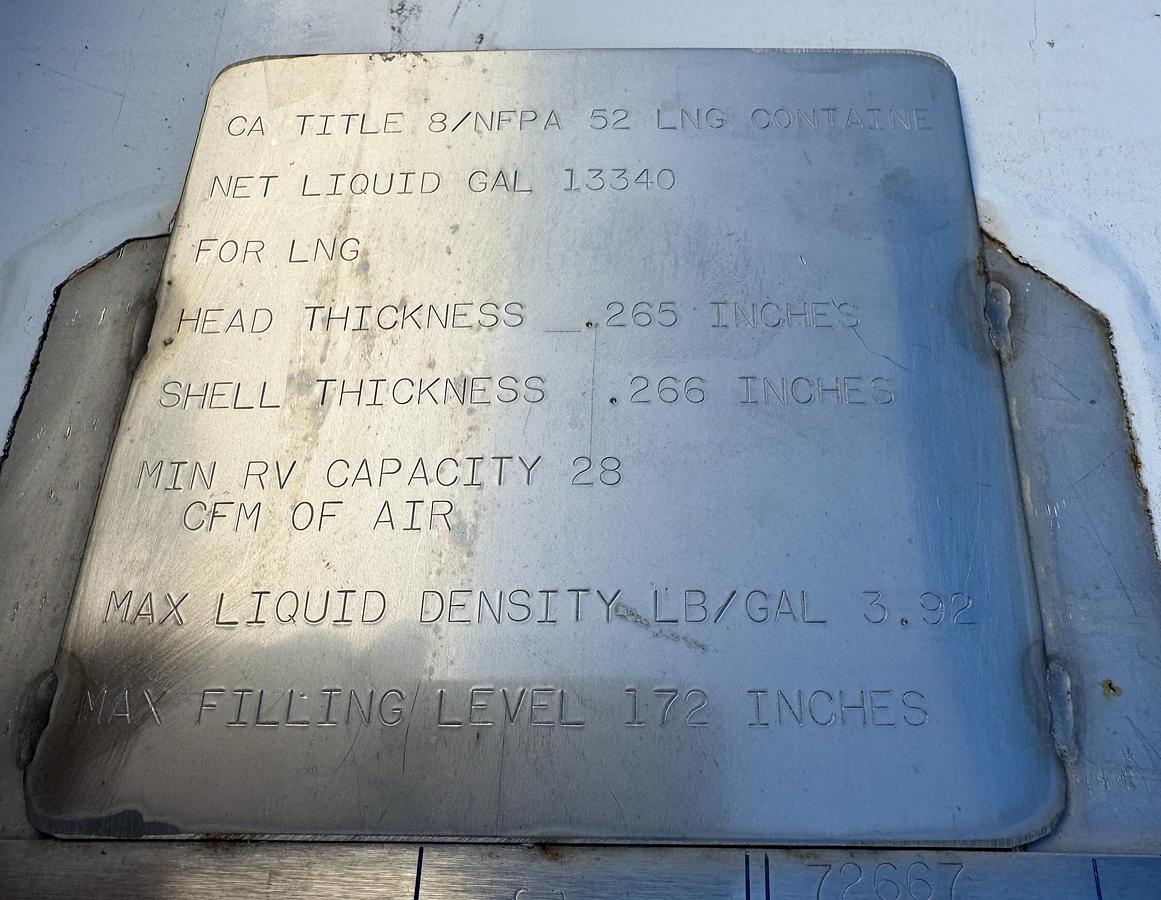 CA TITLE 8/NFPA 52 LNG CONTAINE
NET LIQUID GAL 13340
FOR LNG
HEAD THICKNESS .265 INCHES
SHELL THICKNESS .266 INCHES
MIN RV CAPACITY 28
CFM OF AIR
MAX LIQUID DENSITY LB/GAL 3.92
MAX FILLING LEVEL 172 INCHES
72667